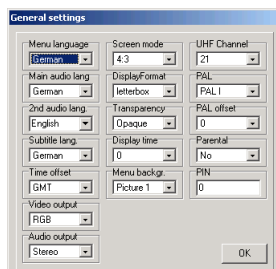 General settings
Menu language
German
Main audio lang
German
2nd audio lang.
English
Subtitle lang.
German
Time offset
GMT
Video output
RGB
Audio output
Stereo
Screen mode
4:3
DisplayFormat
letterbox
Transparency
Opaque
Display time
0
Menu backgr.
Picture 1
UHF Channel
21
PAL
PAL I
PAL offset
0
Parental
No
PIN
0
OK